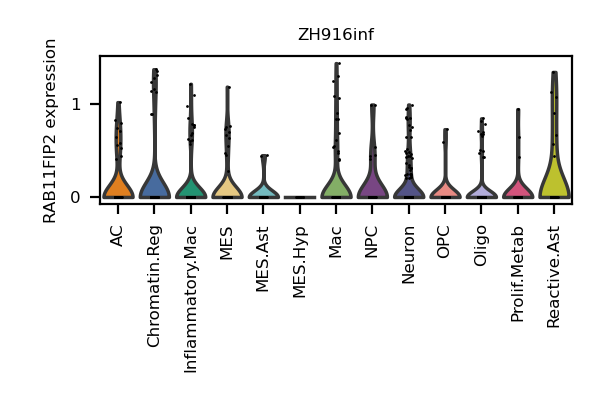 ZH916inf
RAB11FIP2 expression
1
0
AC
Chromatin.Reg
Inflammatory.Mac
MES
MES.Ast
MES.Hyp
Mac
NPC
Neuron
OPC
Oligo
Prolif.Metab
Reactive.Ast